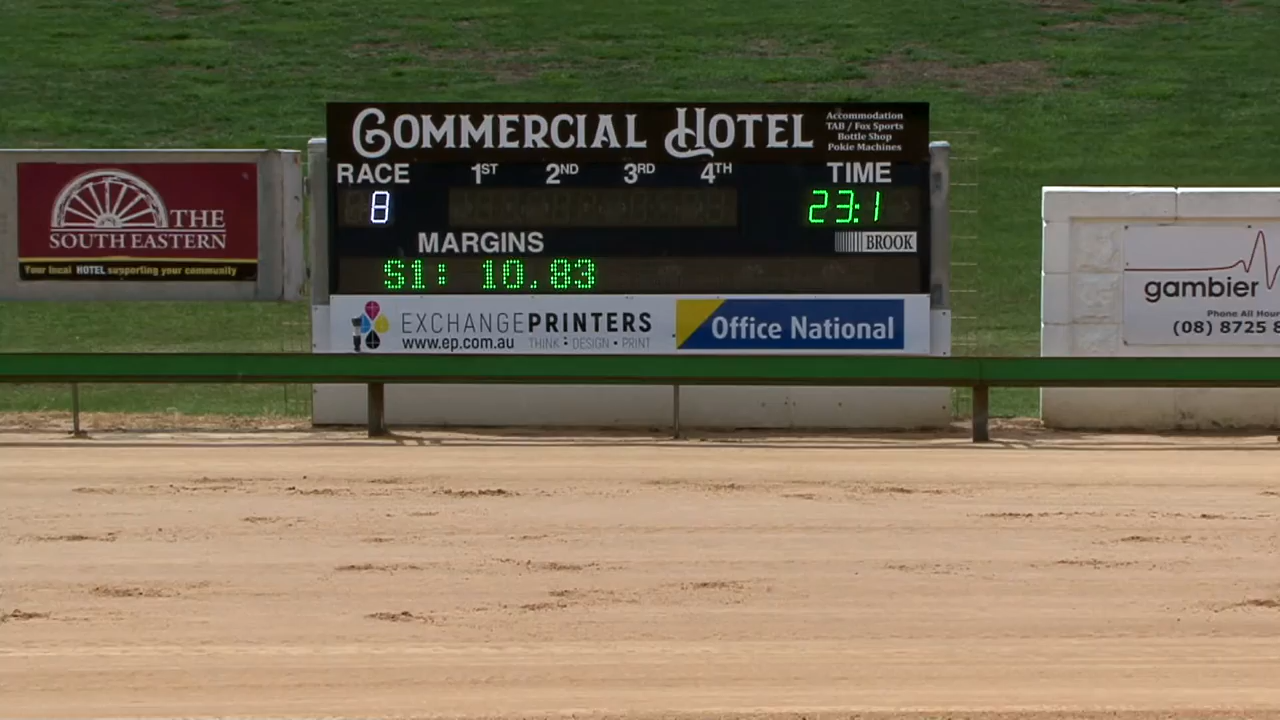 COMMERCIAL HOTEL
Accommodation
TAB / Fox Sports
Bottle Shop
Pokie Machines
RACE 1ST 2ND 3RD 4TH TIME
8 23:1
MARGINS BROOK
S1: 10.83
EXCHANGEPRINTERS
www.ep.com.au THINK : DESIGN • PRINT
Office National
THE
SOUTH EASTERN
Your local HOTEL supporting your community
gambier
Phone All Hour
(08) 8725 8